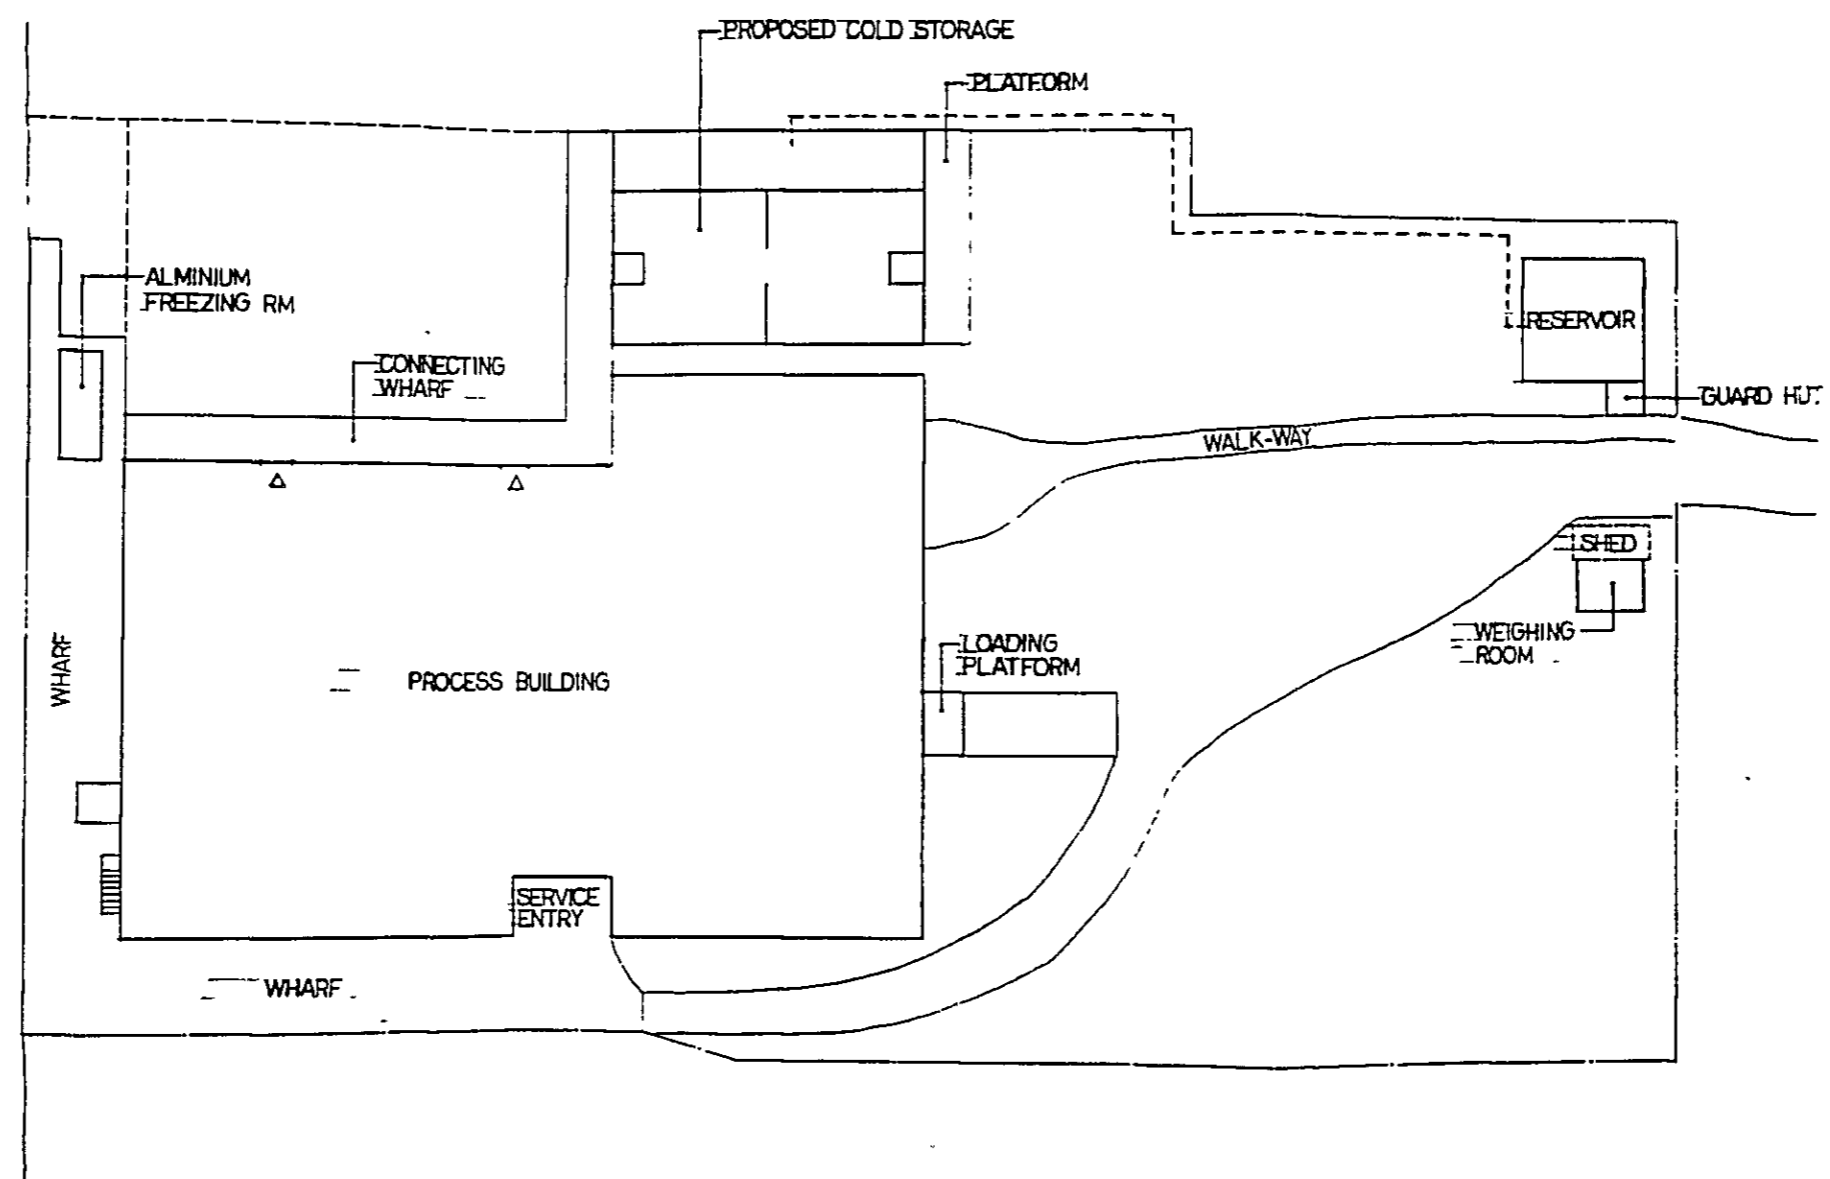 PROPOSED COLD STORAGE
PLATFORM
ALMINIUM
FREEZING RM
CONNECTING
WHARF
RESERVOIR
GUARD HUT
WALK-WAY
SHED
WEIGHING
ROOM
LOADING
PLATFORM
WHARF
PROCESS BUILDING
SERVICE
ENTRY
WHARF